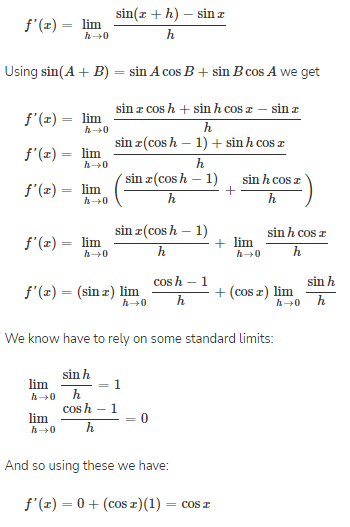 f'(x) = lim_{h→0} (sin(x + h) − sin x)/h
Using sin(A + B) = sin A cos B + sin B cos A we get
f'(x) = lim_{h→0} (sin x cos h + sin h cos x − sin x)/h
f'(x) = lim_{h→0} (sin x(cos h − 1) + sin h cos x)/h
f'(x) = lim_{h→0} ( (sin x(cos h − 1))/h + (sin h cos x)/h )
f'(x) = lim_{h→0} (sin x(cos h − 1))/h + lim_{h→0} (sin h cos x)/h
f'(x) = (sin x) lim_{h→0} (cos h − 1)/h + (cos x) lim_{h→0} (sin h)/h
We know have to rely on some standard limits:
lim_{h→0} (sin h)/h = 1
lim_{h→0} (cos h − 1)/h = 0
And so using these we have:
f'(x) = 0 + (cos x)(1) = cos x